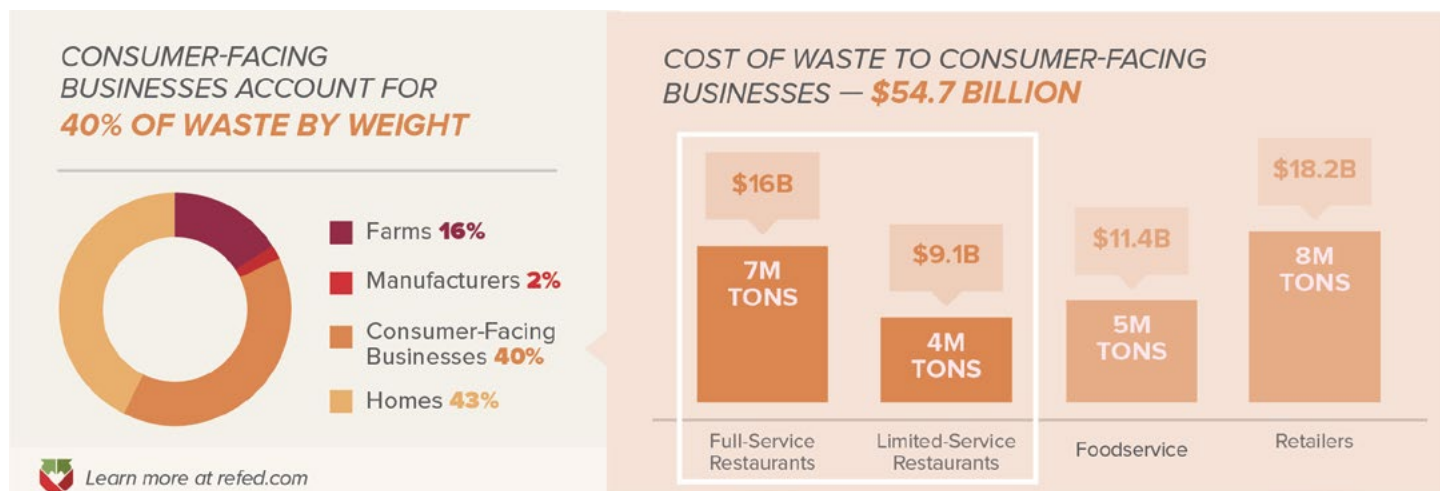 CONSUMER-FACING
BUSINESSES ACCOUNT FOR
40% OF WASTE BY WEIGHT
Farms 16%
Manufacturers 2%
Consumer-Facing
Businesses 40%
Homes 43%
Learn more at refed.com
COST OF WASTE TO CONSUMER-FACING
BUSINESSES — $54.7 BILLION
$16B
7M
TONS
Full-Service
Restaurants
$9.1B
4M
TONS
Limited-Service
Restaurants
$11.4B
5M
TONS
Foodservice
$18.2B
8M
TONS
Retailers